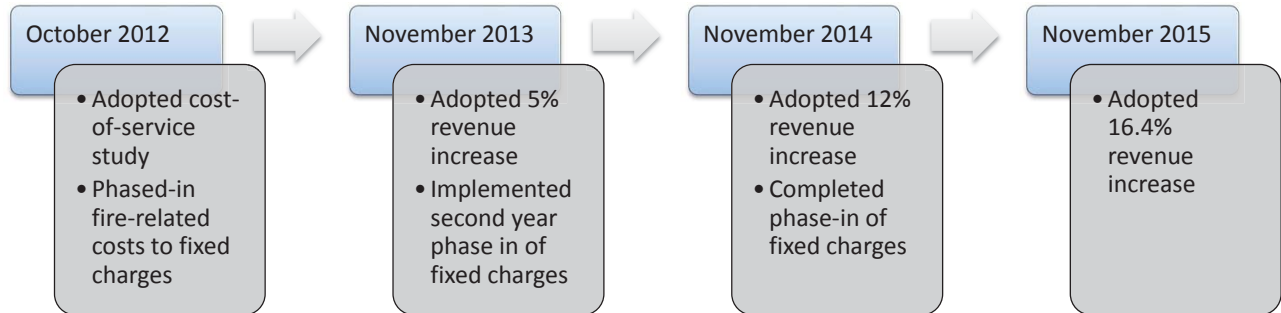 October 2012
• Adopted cost-
of-service
study
• Phased-in
fire-related
costs to fixed
charges
November 2013
• Adopted 5%
revenue
increase
• Implemented
second year
phase in of
fixed charges
November 2014
• Adopted 12%
revenue
increase
• Completed
phase-in of
fixed charges
November 2015
• Adopted
16.4%
revenue
increase